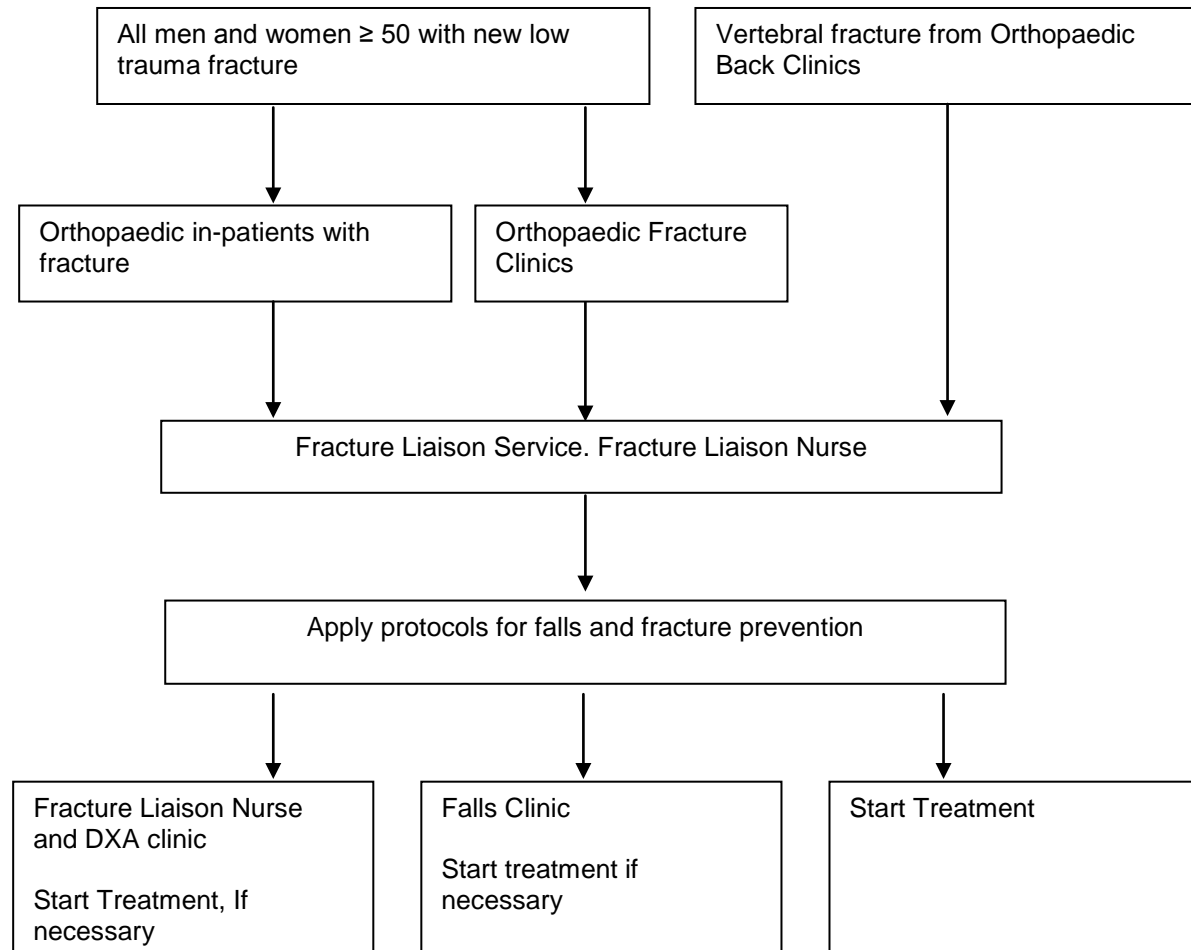 All men and women ≥ 50 with new low
trauma fracture
Vertebral fracture from Orthopaedic
Back Clinics
Orthopaedic in-patients with
fracture
Orthopaedic Fracture
Clinics
Fracture Liaison Service. Fracture Liaison Nurse
Apply protocols for falls and fracture prevention
Fracture Liaison Nurse
and DXA clinic
Start Treatment, If
necessary
Falls Clinic
Start treatment if
necessary
Start Treatment